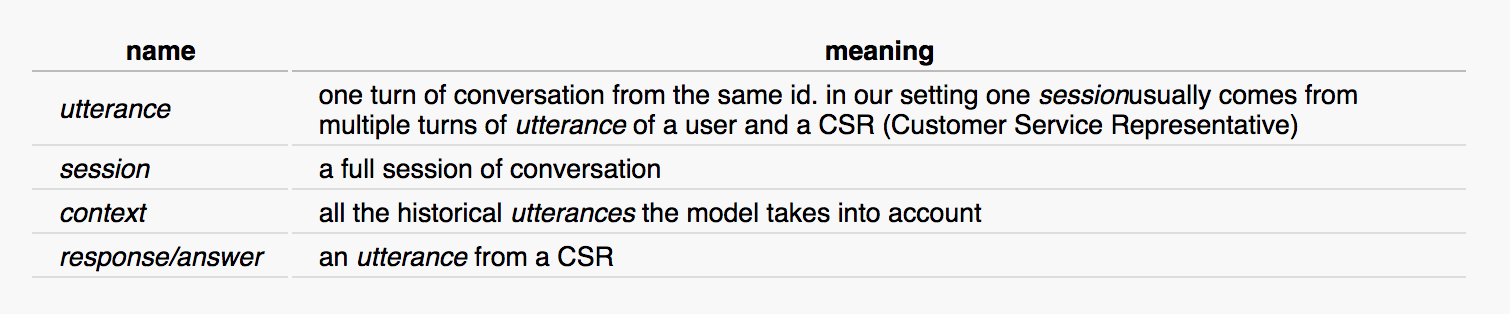 name meaning
utterance one turn of conversation from the same id. in our setting one sessionusually comes from
multiple turns of utterance of a user and a CSR (Customer Service Representative)
session a full session of conversation
context all the historical utterances the model takes into account
response/answer an utterance from a CSR